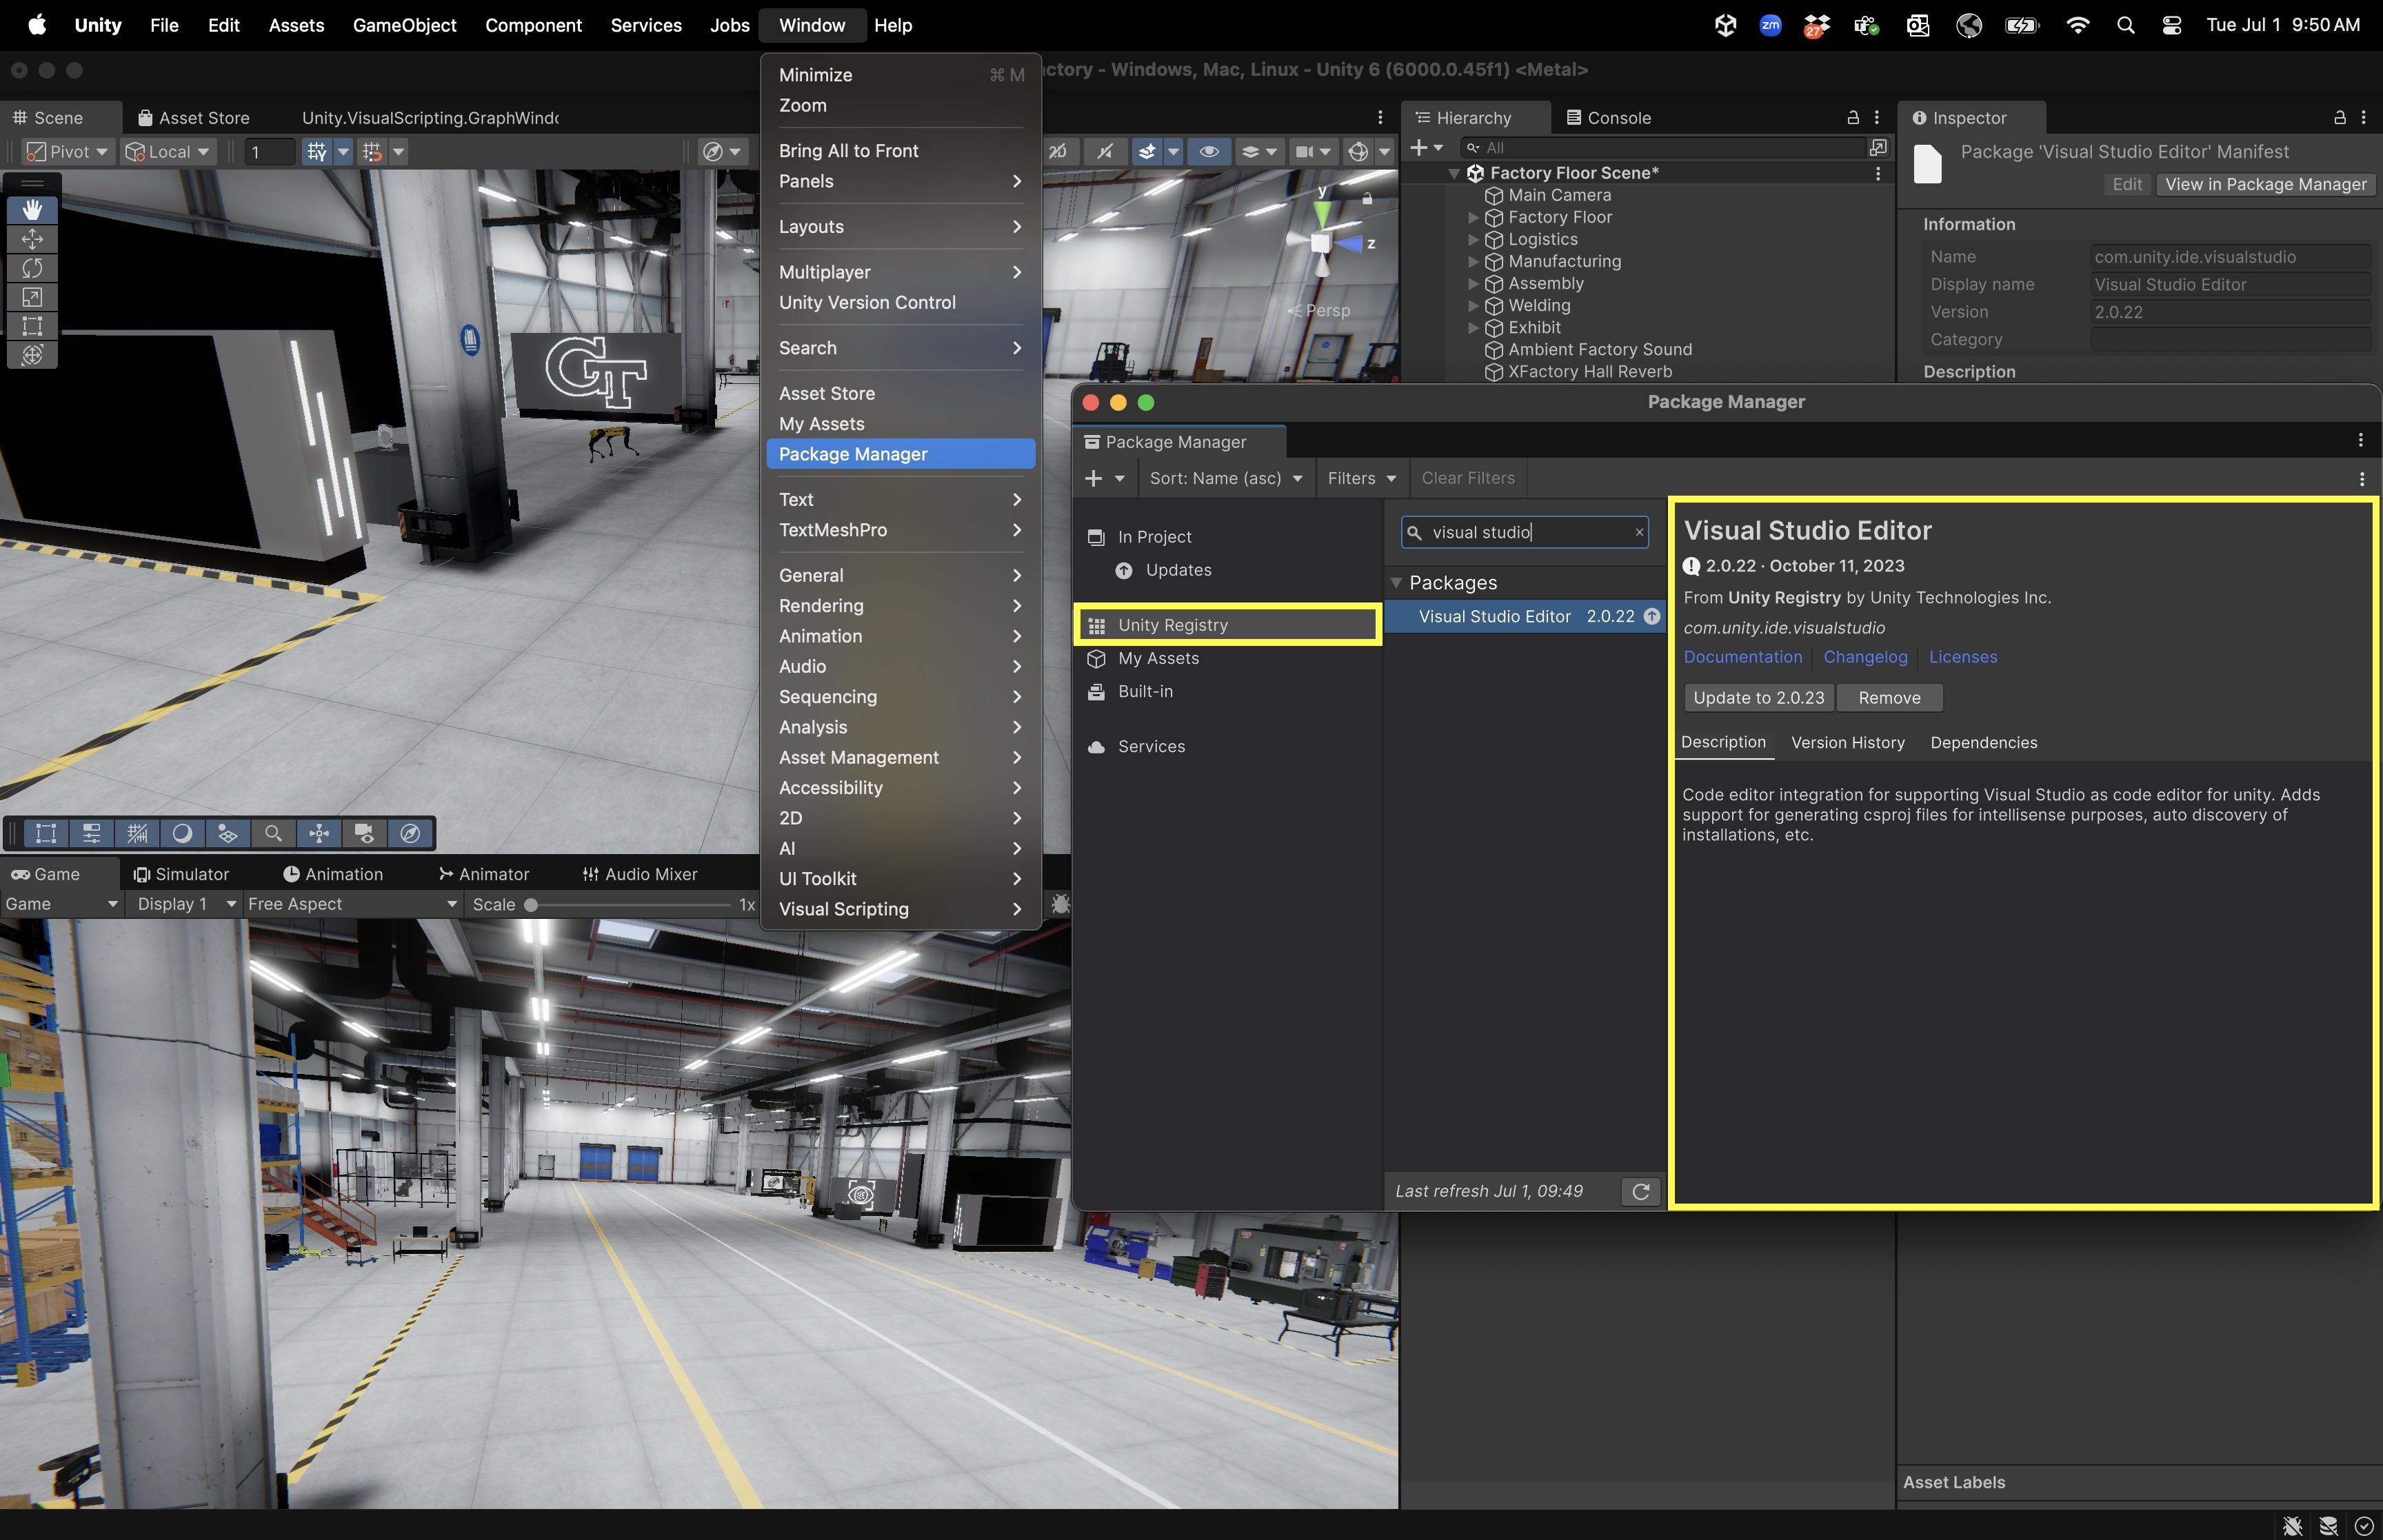 Unity File Edit Assets GameObject Component Services Jobs Window Help
zm 27 Tue Jul 1 9:50 AM
ctory - Windows, Mac, Linux - Unity 6 (6000.0.45f1) <Metal>
Scene Asset Store Unity.VisualScripting.GraphWind
Pivot Local 1
2D
Minimize ⌘ M
Zoom
Bring All to Front
Panels
Layouts
Multiplayer
Unity Version Control
Search
Asset Store
My Assets
Package Manager
Text
TextMeshPro
General
Rendering
Animation
Audio
Sequencing
Analysis
Asset Management
Accessibility
2D
AI
UI Toolkit
Visual Scripting
GT
y
z
Persp
Hierarchy Console
All
Factory Floor Scene*
Main Camera
Factory Floor
Logistics
Manufacturing
Assembly
Welding
Exhibit
Ambient Factory Sound
XFactory Hall Reverb
Inspector
Package 'Visual Studio Editor' Manifest
Edit View in Package Manager
Information
Name com.unity.ide.visualstudio
Display name Visual Studio Editor
Version 2.0.22
Category
Description
Package Manager
Package Manager
Sort: Name (asc) Filters Clear Filters
In Project
Updates
Unity Registry
My Assets
Built-in
Services
visual studio
Packages
Visual Studio Editor 2.0.22
Last refresh Jul 1, 09:49
Visual Studio Editor
2.0.22 · October 11, 2023
From Unity Registry by Unity Technologies Inc.
com.unity.ide.visualstudio
Documentation Changelog Licenses
Update to 2.0.23 Remove
Description Version History Dependencies
Code editor integration for supporting Visual Studio as code editor for unity. Adds
support for generating csproj files for intellisense purposes, auto discovery of
installations, etc.
Game Simulator Animation Animator Audio Mixer
Game Display 1 Free Aspect Scale 1x
Asset Labels